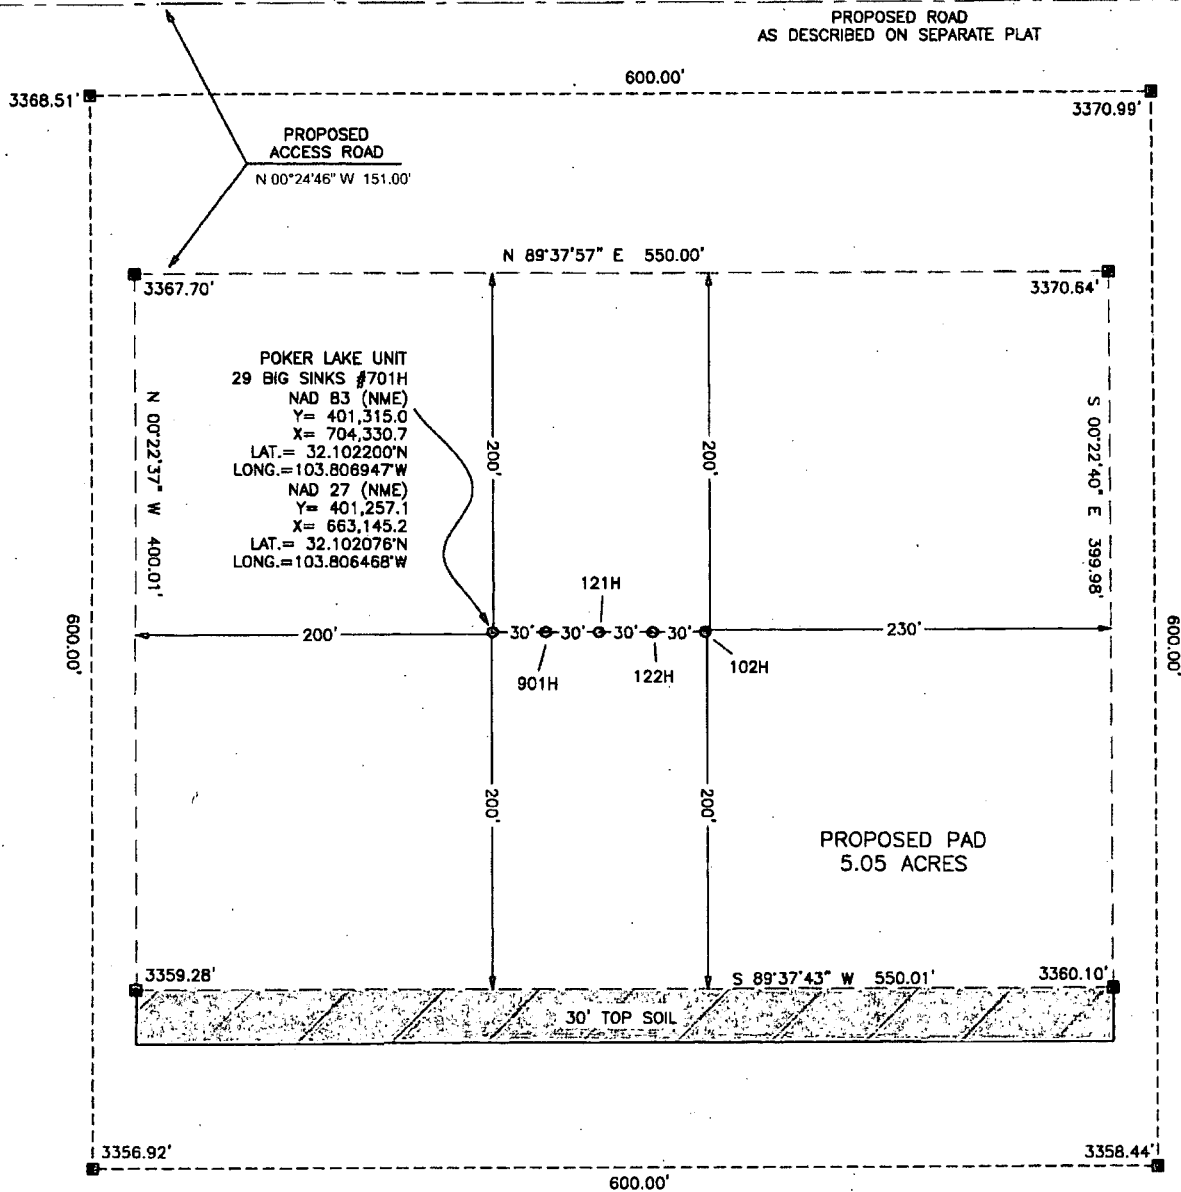 PROPOSED ROAD
AS DESCRIBED ON SEPARATE PLAT
600.00'
3368.51'
3370.99'
PROPOSED
ACCESS ROAD
N 00°24'46" W 151.00'
N 89°37'57" E 550.00'
3367.70'
3370.64'
POKER LAKE UNIT
29 BIG SINKS #701H
NAD 83 (NME)
Y= 401,315.0
X= 704,330.7
LAT.= 32.102200°N
LONG.=103.806947°W
NAD 27 (NME)
Y= 401,257.1
X= 663,145.2
LAT.= 32.102076°N
LONG.=103.806468°W
N 00°22'37" W 400.01'
200'
200'
S 00°22'40" E 399.98'
121H
600.00'
200'
30'
30'
30'
30'
230'
600.00'
901H
122H
102H
200'
200'
PROPOSED PAD
5.05 ACRES
3359.28'
S 89°37'43" W 550.01'
3360.10'
30' TOP SOIL
3356.92'
3358.44'
600.00'